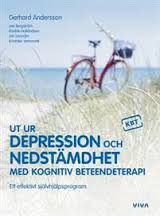 Gerhard Andersson
KBT
UT UR
DEPRESSION OCH
NEDSTÄMDHET
MED KOGNITIV BETEENDETERAPI
Ett effektivt självhjälpsprogram
VIVA